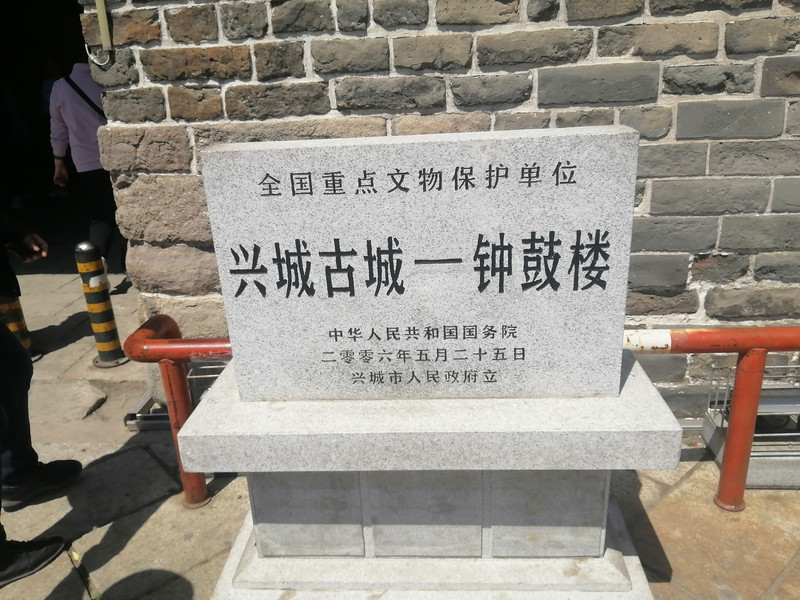 全国重点文物保护单位
兴城古城—钟鼓楼
中华人民共和国国务院
二零零六年五月二十五日
兴城市人民政府立